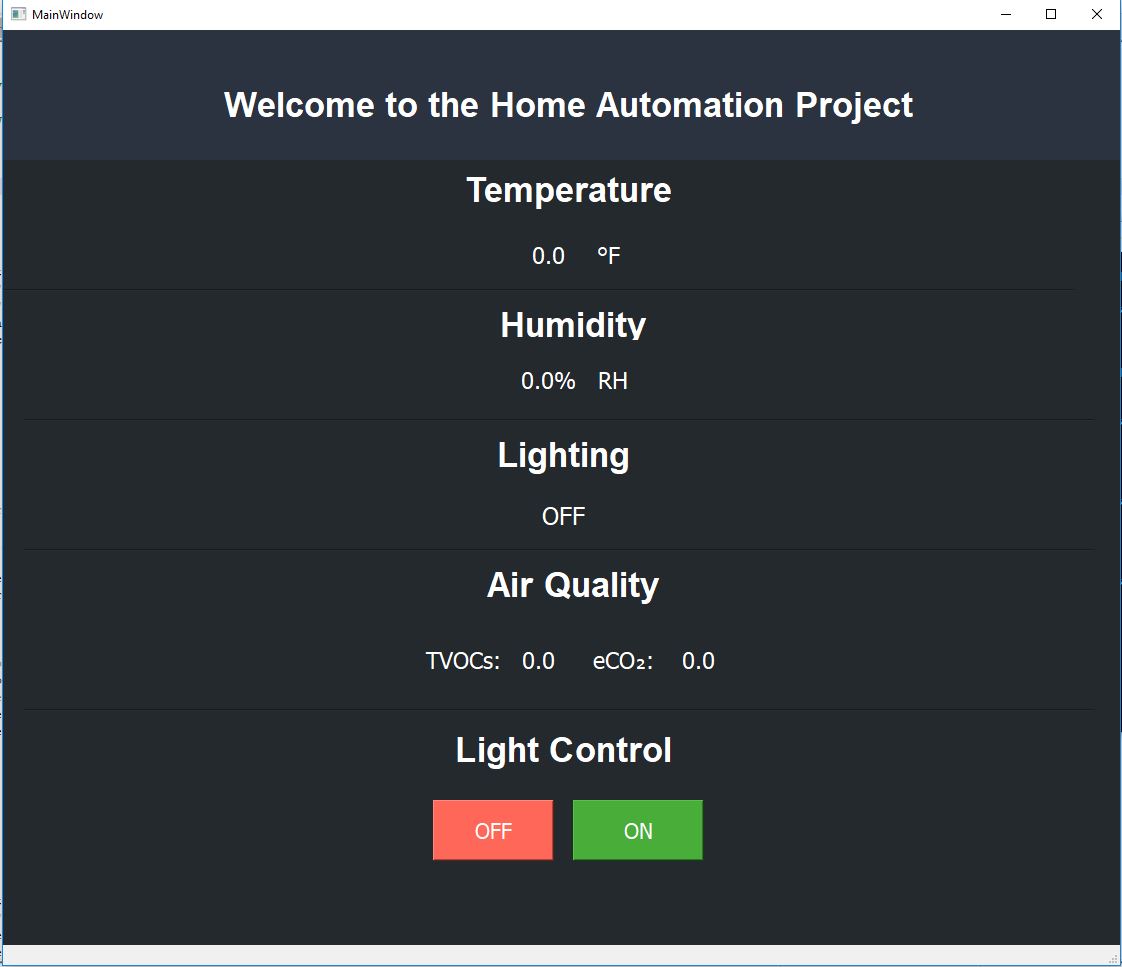 MainWindow
Welcome to the Home Automation Project
Temperature
0.0 °F
Humidity
0.0% RH
Lighting
OFF
Air Quality
TVOCs: 0.0 eCO₂: 0.0
Light Control
OFF ON